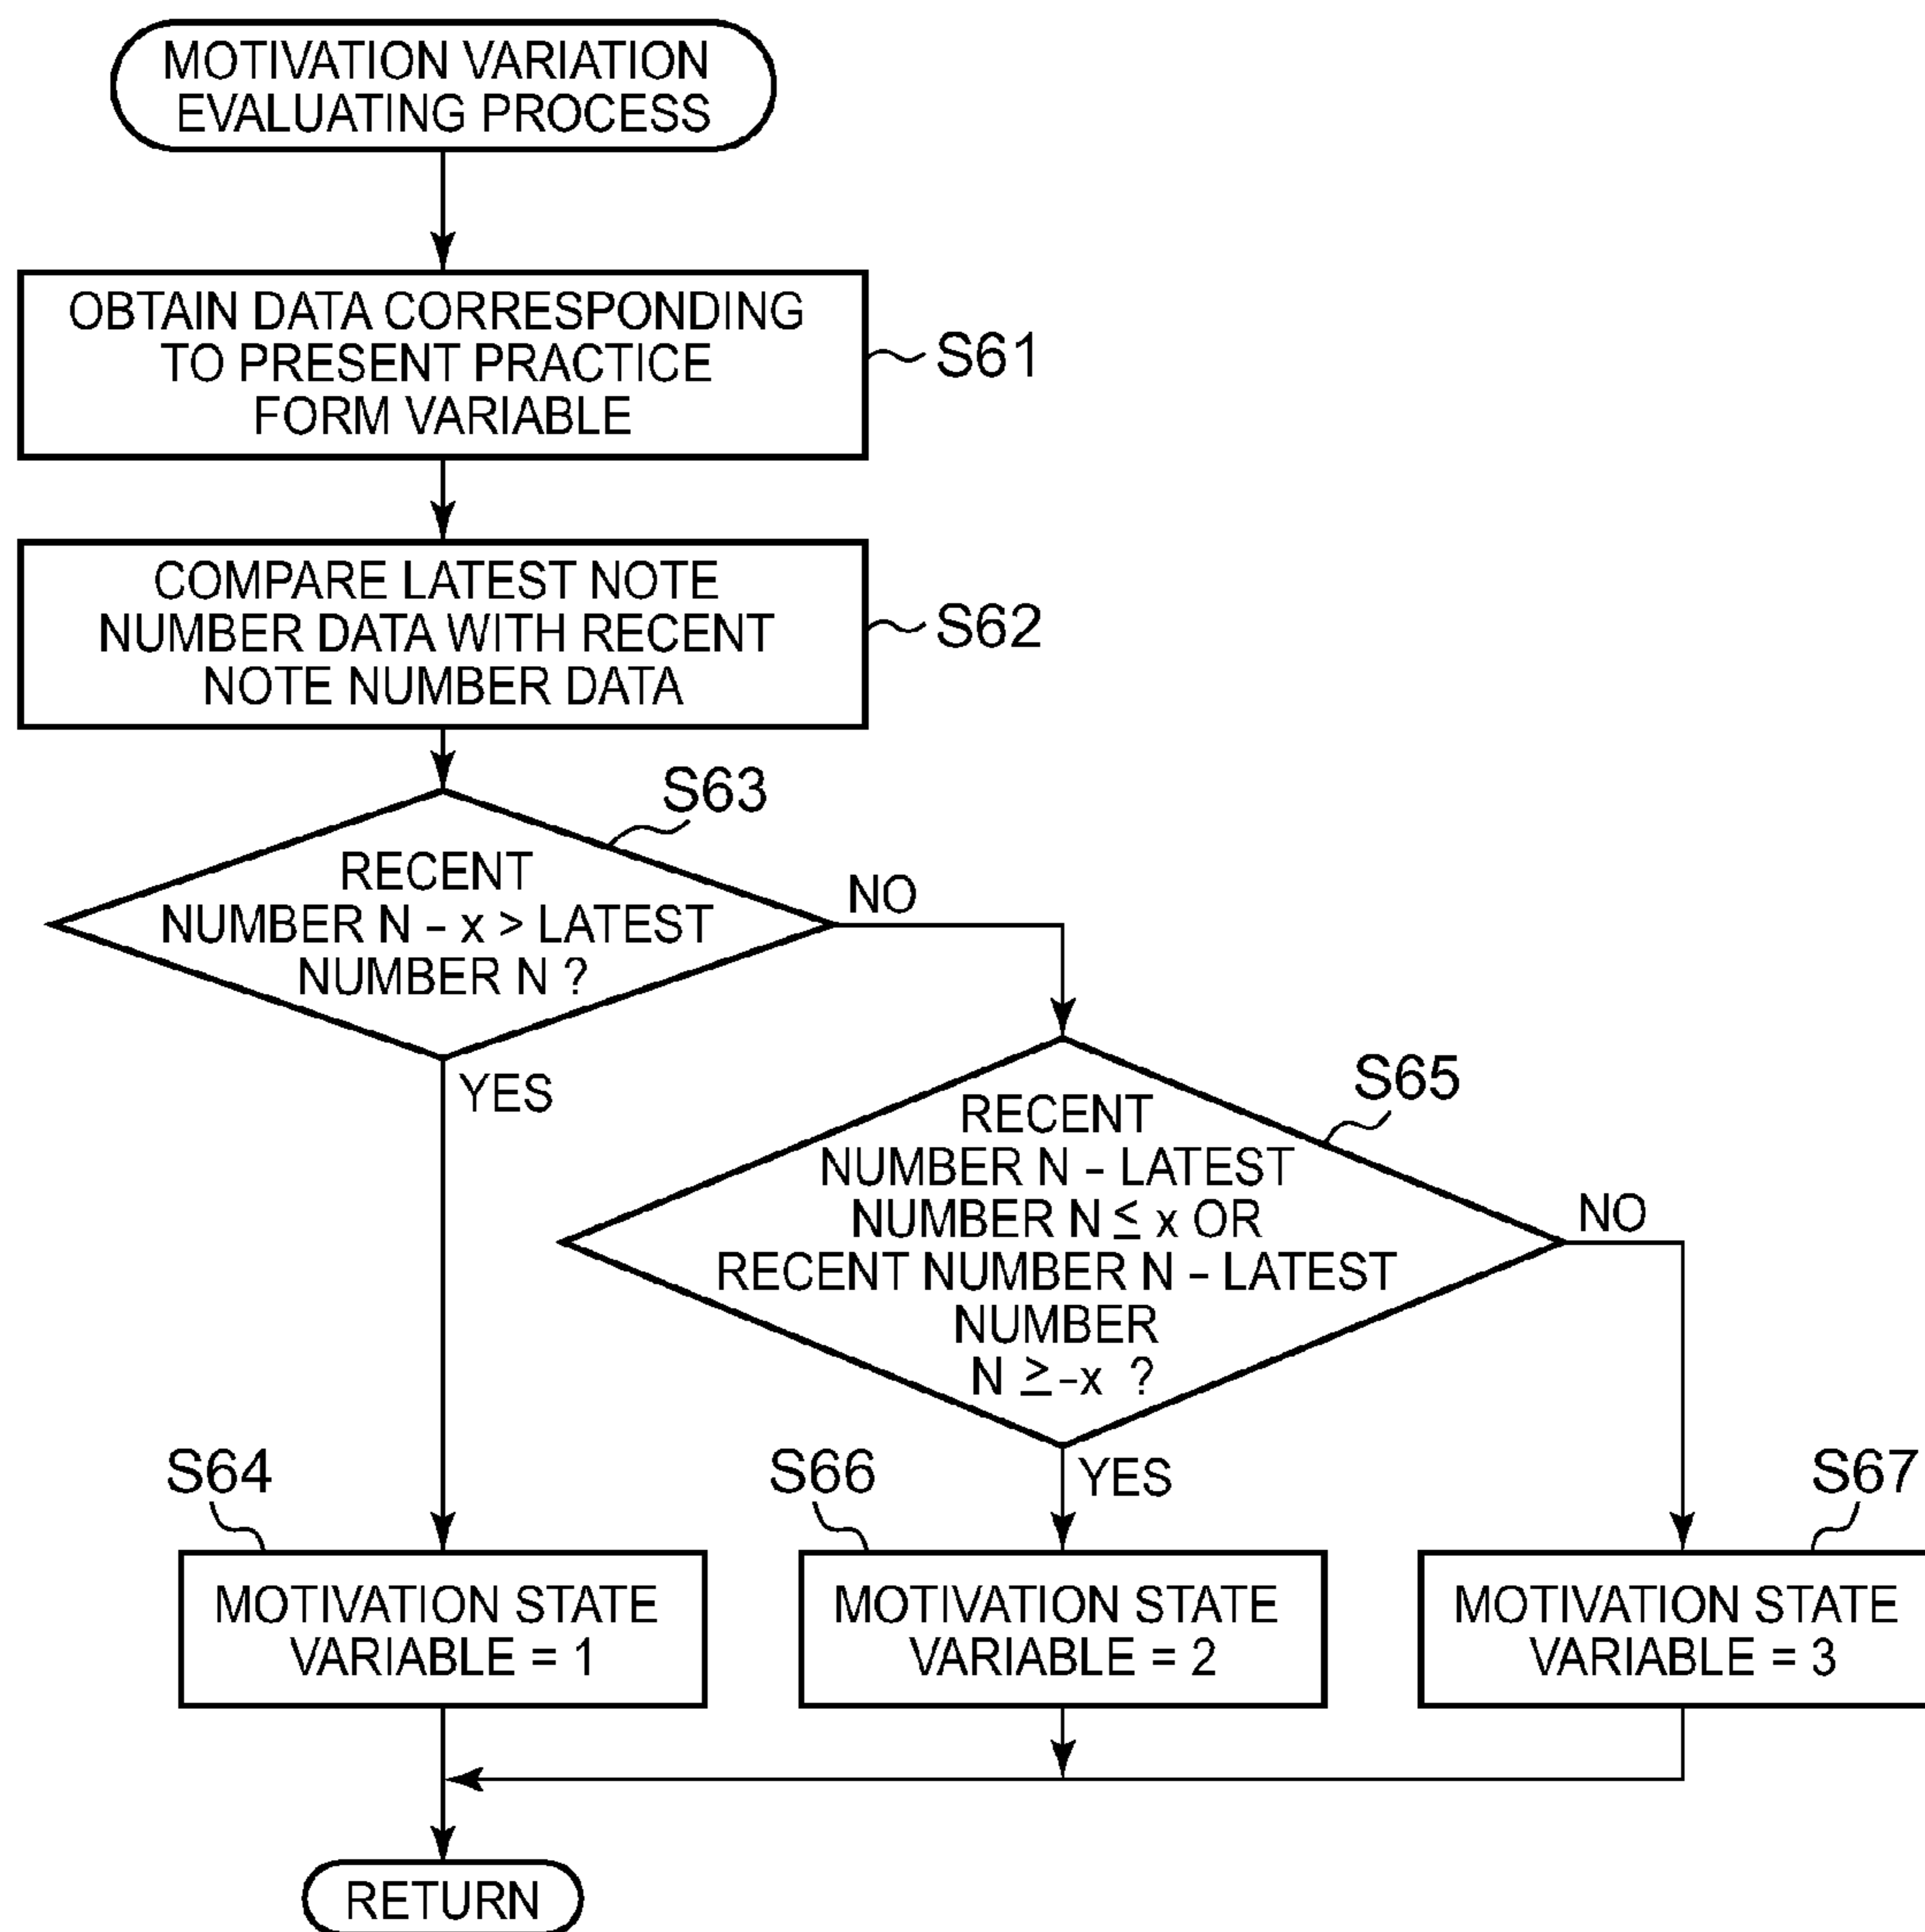 MOTIVATION VARIATION
EVALUATING PROCESS
OBTAIN DATA CORRESPONDING
TO PRESENT PRACTICE
FORM VARIABLE
S61
COMPARE LATEST NOTE
NUMBER DATA WITH RECENT
NOTE NUMBER DATA
S62
S63
RECENT
NUMBER N – x > LATEST
NUMBER N ?
NO
YES
S65
RECENT
NUMBER N – LATEST
NUMBER N ≤ x OR
RECENT NUMBER N – LATEST
NUMBER
N ≥ –x ?
NO
YES
S64
MOTIVATION STATE
VARIABLE = 1
S66
MOTIVATION STATE
VARIABLE = 2
S67
MOTIVATION STATE
VARIABLE = 3
RETURN